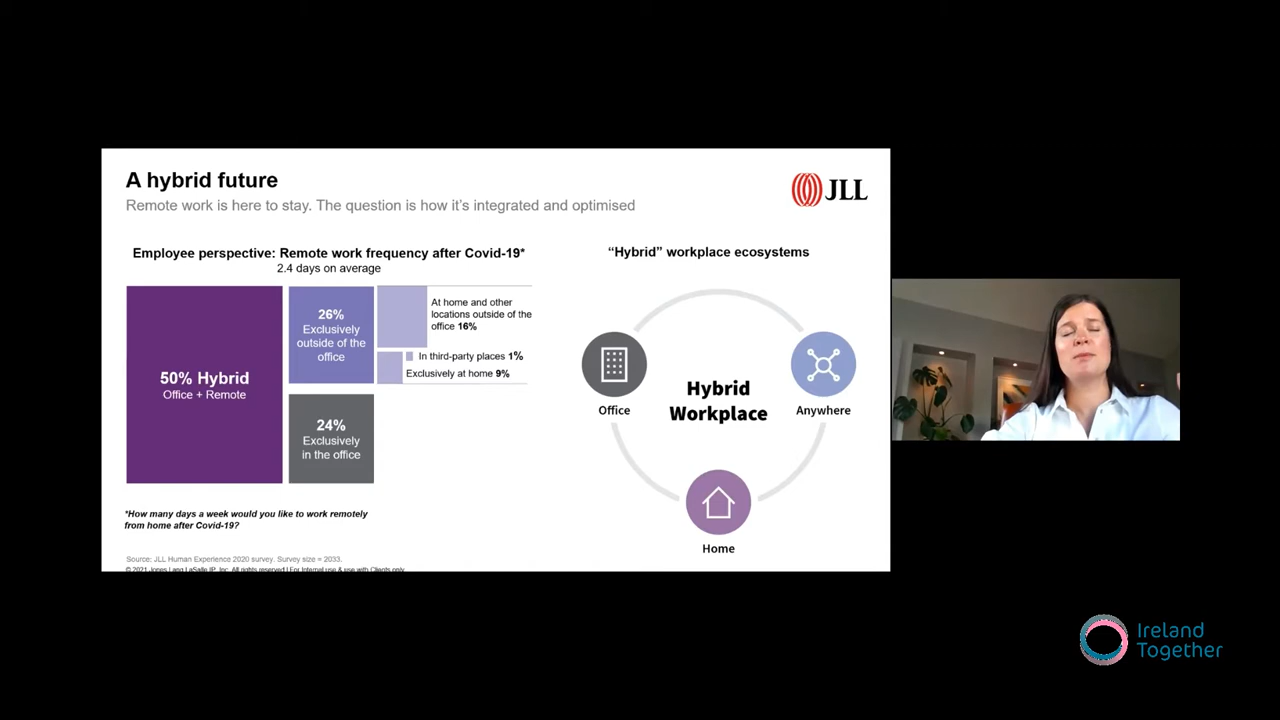 A hybrid future
Remote work is here to stay. The question is how it's integrated and optimised
JLL
Employee perspective: Remote work frequency after Covid-19*
2.4 days on average
50% Hybrid
Office + Remote
26%
Exclusively
outside of the
office
At home and other
locations outside of the
office 16%
In third-party places 1%
Exclusively at home 9%
24%
Exclusively
in the office
*How many days a week would you like to work remotely
from home after Covid-19?
Source: JLL Human Experience 2020 survey. Survey size = 2033.
© 2021 Jones Lang LaSalle IP, Inc. All rights reserved | For Internal use & use with Clients only
“Hybrid” workplace ecosystems
Office
Hybrid
Workplace
Anywhere
Home
Ireland
Together